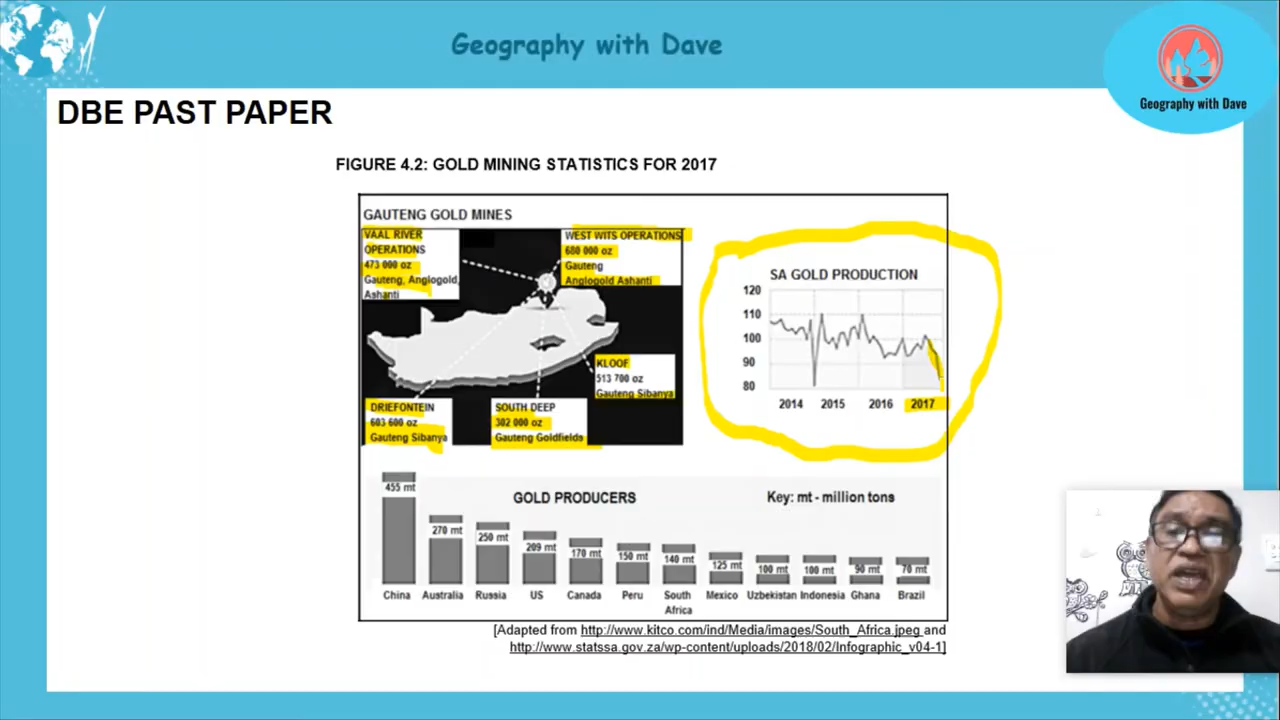 Geography with Dave
Geography with Dave
DBE PAST PAPER
FIGURE 4.2: GOLD MINING STATISTICS FOR 2017
GAUTENG GOLD MINES
VAAL RIVER
OPERATIONS
473 000 oz
Gauteng, Anglogold,
Ashanti
WEST WITS OPERATIONS
680 000 oz
Gauteng
Anglogold Ashanti
KLOOF
513 700 oz
Gauteng Sibanya
DRIEFONTEIN
603 600 oz
Gauteng Sibanya
SOUTH DEEP
302 000 oz
Gauteng Goldfields
SA GOLD PRODUCTION
120
110
100
90
80
2014 2015 2016 2017
GOLD PRODUCERS
Key: mt - million tons
455 mt 270 mt 250 mt 209 mt 170 mt 150 mt 140 mt 125 mt 100 mt 100 mt 90 mt 70 mt
China Australia Russia US Canada Peru South Africa Mexico Uzbekistan Indonesia Ghana Brazil
[Adapted from http://www.kitco.com/ind/Media/images/South_Africa.jpeg and
http://www.statssa.gov.za/wp-content/uploads/2018/02/Infographic_v04-1]